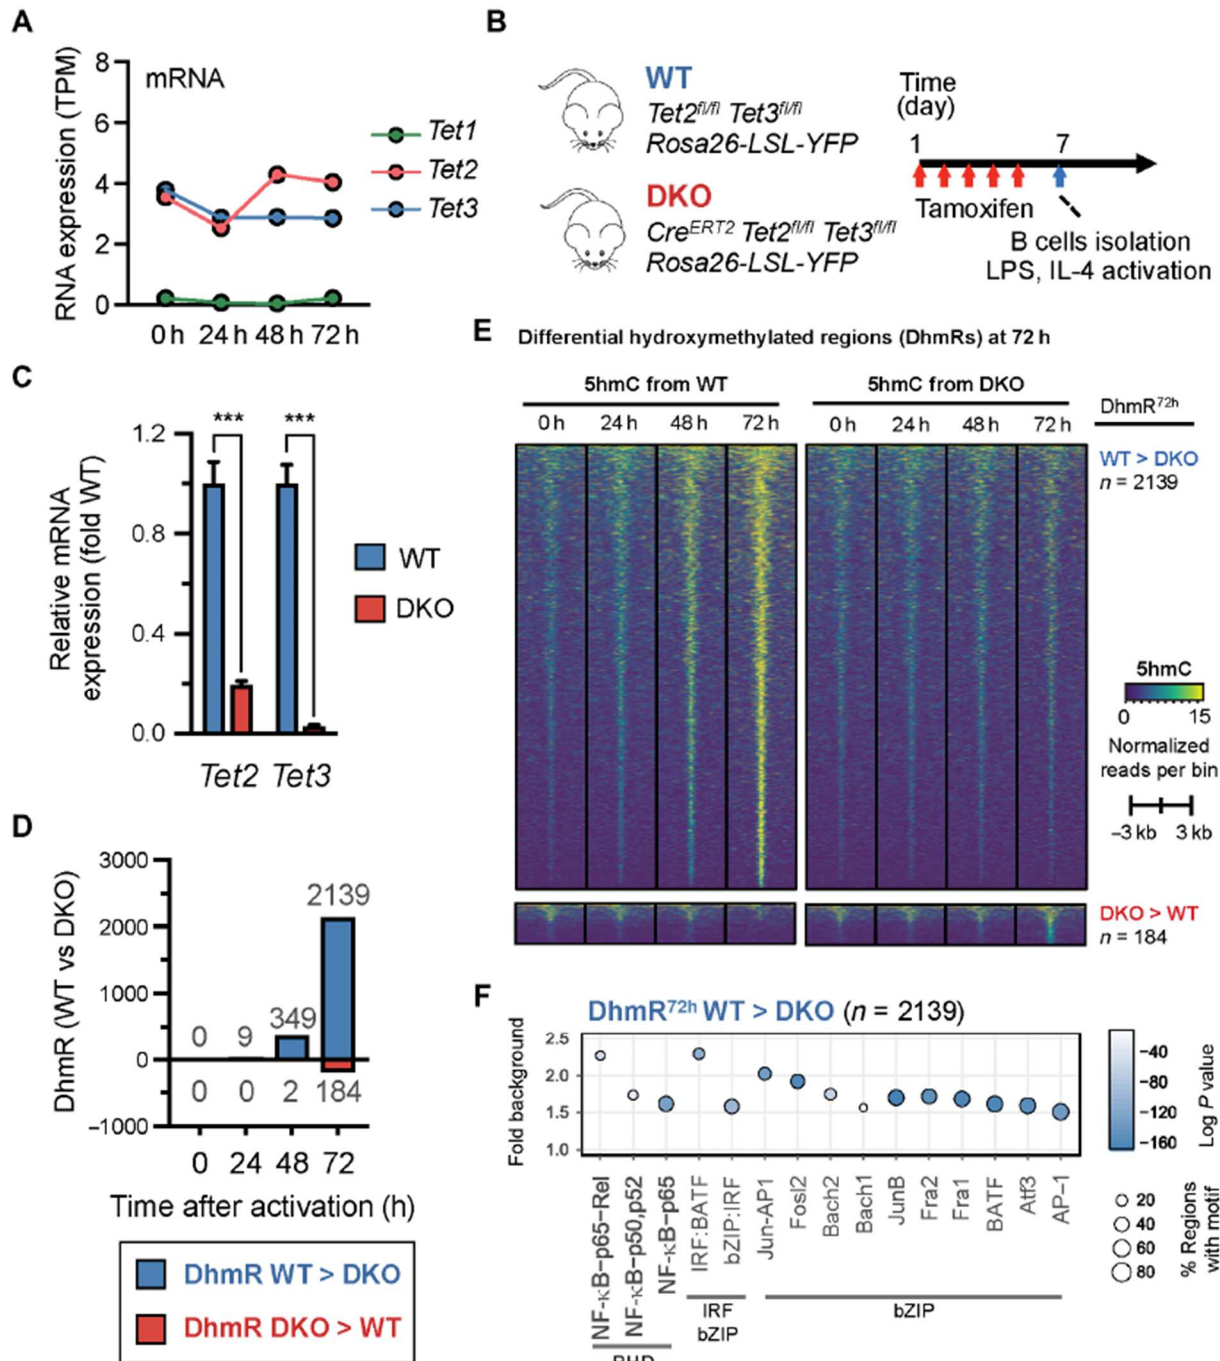 A
mRNA
RNA expression (TPM)
8
6
4
2
0
0 h 24 h 48 h 72 h
Tet1
Tet2
Tet3
B
WT
Tet2fl/fl Tet3fl/fl
Rosa26-LSL-YFP
DKO
CreERT2 Tet2fl/fl Tet3fl/fl
Rosa26-LSL-YFP
Time
(day)
1 7
Tamoxifen
B cells isolation
LPS, IL-4 activation
C
Relative mRNA
expression (fold WT)
1.2
0.8
0.4
0.0
*** ***
Tet2 Tet3
WT
DKO
D
DhmR (WT vs DKO)
3000
2000
1000
0
–1000
0 9 349 2139
0 0 2 184
0 24 48 72
Time after activation (h)
DhmR WT > DKO
DhmR DKO > WT
E
Differential hydroxymethylated regions (DhmRs) at 72 h
5hmC from WT
0 h 24 h 48 h 72 h
5hmC from DKO
0 h 24 h 48 h 72 h
DhmR72h
WT > DKO
n = 2139
5hmC
0 15
Normalized
reads per bin
–3 kb 3 kb
DKO > WT
n = 184
F
DhmR72h WT > DKO (n = 2139)
Fold background
2.5
2.0
1.5
1.0
NF-κB–p65–Rel
NF-κB–p50,p52
NF-κB–p65
IRF:BATF
bZIP:IRF
Jun-AP1
Fosl2
Bach2
Bach1
JunB
Fra2
Fra1
BATF
Atf3
AP–1
IRF
bZIP
bZIP
–40
–80
–120
–160
Log P value
20
40
60
80
% Regions
with motif